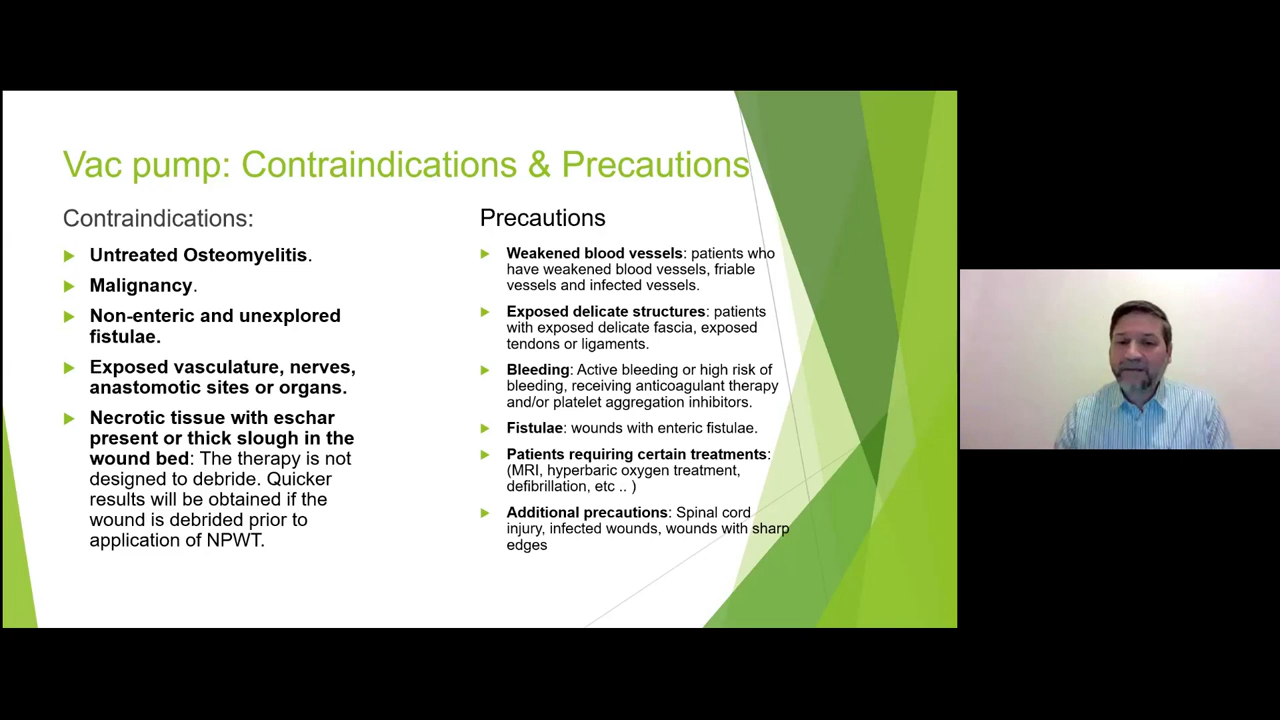 Vac pump: Contraindications & Precautions
Contraindications:
Untreated Osteomyelitis.
Malignancy.
Non-enteric and unexplored
fistulae.
Exposed vasculature, nerves,
anastomotic sites or organs.
Necrotic tissue with eschar
present or thick slough in the
wound bed: The therapy is not
designed to debride. Quicker
results will be obtained if the
wound is debrided prior to
application of NPWT.
Precautions
Weakened blood vessels: patients who
have weakened blood vessels, friable
vessels and infected vessels.
Exposed delicate structures: patients
with exposed delicate fascia, exposed
tendons or ligaments.
Bleeding: Active bleeding or high risk of
bleeding, receiving anticoagulant therapy
and/or platelet aggregation inhibitors.
Fistulae: wounds with enteric fistulae.
Patients requiring certain treatments:
(MRI, hyperbaric oxygen treatment,
defibrillation, etc .. )
Additional precautions: Spinal cord
injury, infected wounds, wounds with sharp
edges